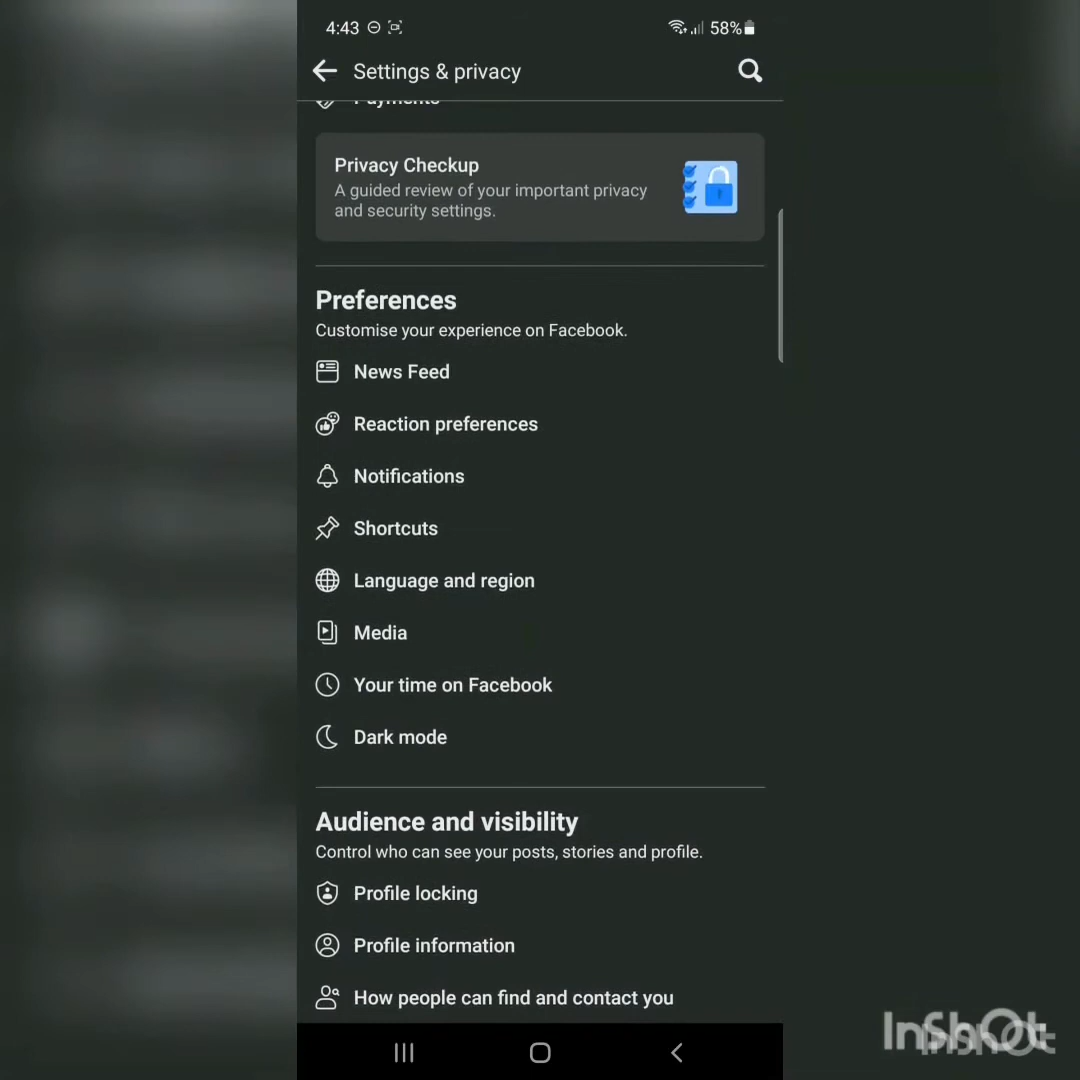 4:43 58%
Settings & privacy
Payments
Privacy Checkup
A guided review of your important privacy
and security settings.
Preferences
Customise your experience on Facebook.
News Feed
Reaction preferences
Notifications
Shortcuts
Language and region
Media
Your time on Facebook
Dark mode
Audience and visibility
Control who can see your posts, stories and profile.
Profile locking
Profile information
How people can find and contact you
InShOt